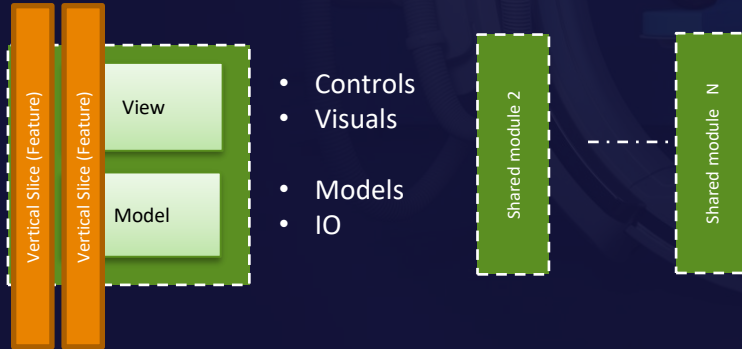 Vertical Slice (Feature)
Vertical Slice (Feature)
View
Model
• Controls
• Visuals
• Models
• IO
Shared module 2
Shared module N